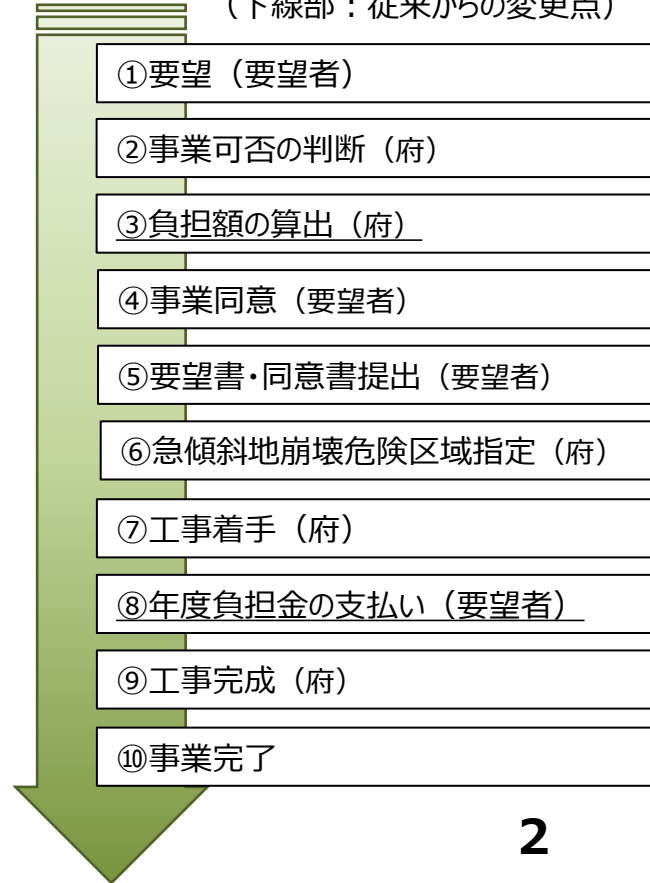 （下線部：従来からの変更点）
①要望（要望者）
②事業可否の判断（府）
③負担額の算出（府）
④事業同意（要望者）
⑤要望書・同意書提出（要望者）
⑥急傾斜地崩壊危険区域指定（府）
⑦工事着手（府）
⑧年度負担金の支払い（要望者）
⑨工事完成（府）
⑩事業完了
2